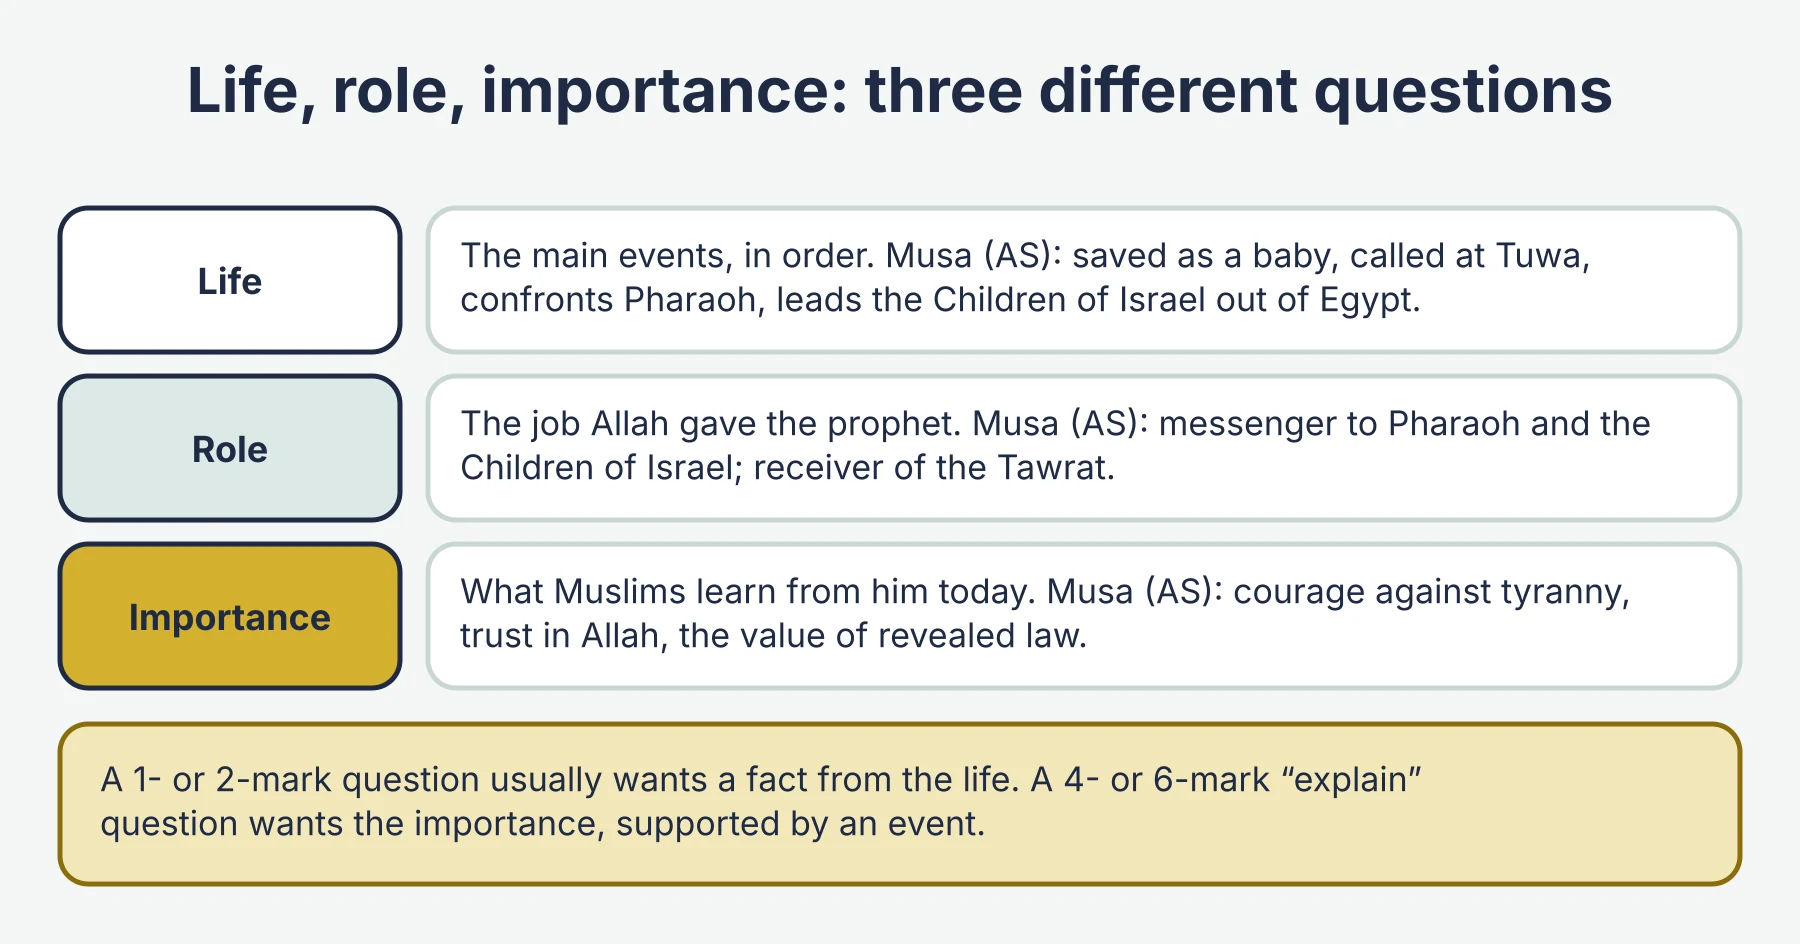 Life, role, importance: three different questions
Life
The main events, in order. Musa (AS): saved as a baby, called at Tuwa,
confronts Pharaoh, leads the Children of Israel out of Egypt.
Role
The job Allah gave the prophet. Musa (AS): messenger to Pharaoh and the
Children of Israel; receiver of the Tawrat.
Importance
What Muslims learn from him today. Musa (AS): courage against tyranny,
trust in Allah, the value of revealed law.
A 1- or 2-mark question usually wants a fact from the life. A 4- or 6-mark “explain”
question wants the importance, supported by an event.